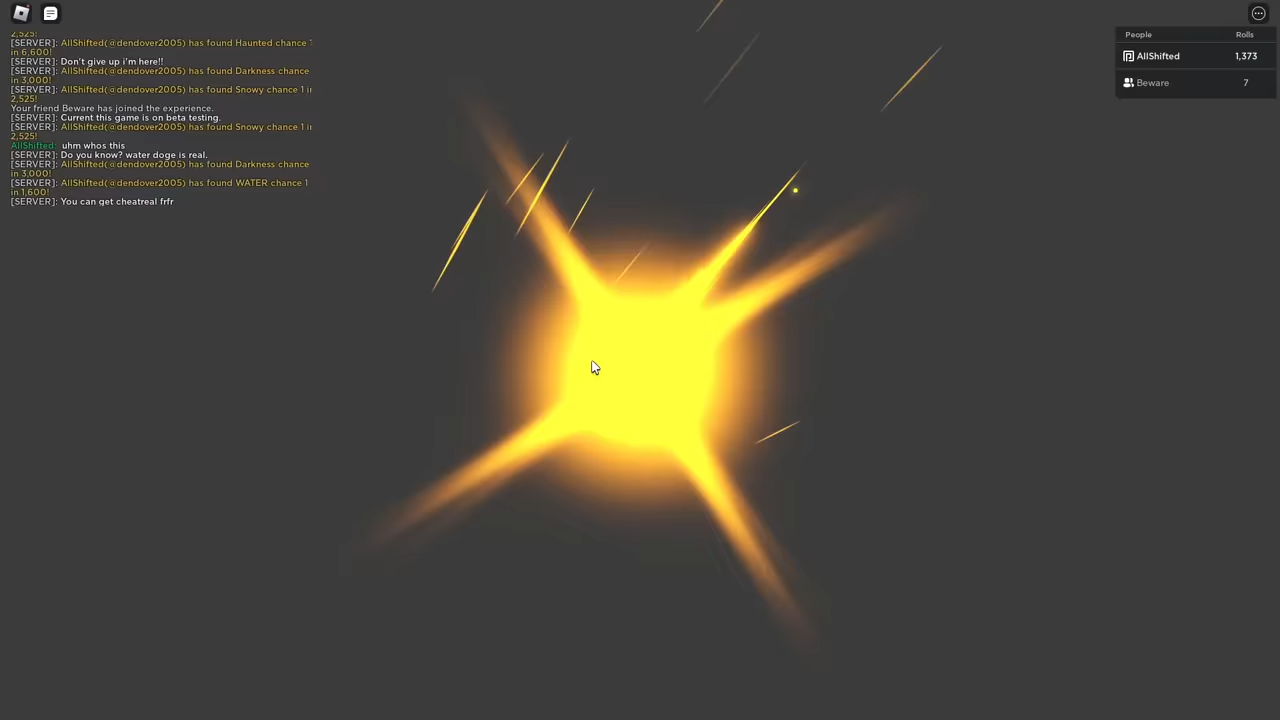 2,525!
[SERVER]: AllShifted(@dendover2005) has found Haunted chance 1
in 6,600!
[SERVER]: Don't give up i'm here!!
[SERVER]: AllShifted(@dendover2005) has found Darkness chance
in 3,000!
[SERVER]: AllShifted(@dendover2005) has found Snowy chance 1 in
2,525!
Your friend Beware has joined the experience.
[SERVER]: Current this game is on beta testing.
[SERVER]: AllShifted(@dendover2005) has found Snowy chance 1 in
2,525!
AllShifted: uhm whos this
[SERVER]: Do you know? water doge is real.
[SERVER]: AllShifted(@dendover2005) has found Darkness chance
in 3,000!
[SERVER]: AllShifted(@dendover2005) has found WATER chance 1
in 1,600!
[SERVER]: You can get cheatreal frfr
People Rolls
AllShifted 1,373
Beware 7